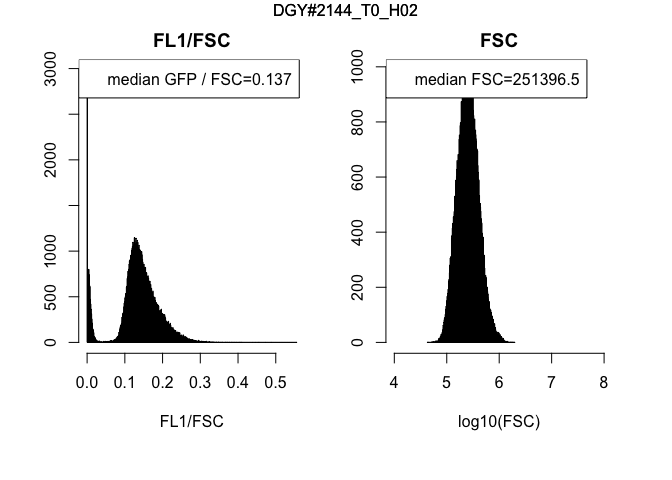 DGY#2144_T0_H02
FL1/FSC
median GFP / FSC=0.137
0 500 1000 2000 3000
0.0 0.1 0.2 0.3 0.4 0.5
FL1/FSC
FSC
median FSC=251396.5
0 200 400 600 800 1000
4 5 6 7 8
log10(FSC)